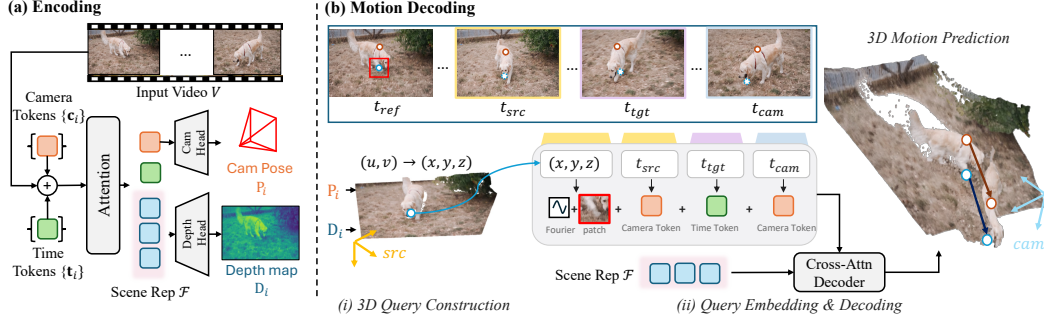 (a) Encoding
...
Input Video V
Camera
Tokens {c_i}
Time
Tokens {t_i}
Attention
Cam
Head
Cam Pose
P_i
Depth
Head
Depth map
D_i
Scene Rep ℱ
(b) Motion Decoding
... ... ...
t_ref t_src t_tgt t_cam
3D Motion Prediction
(u, v) → (x, y, z)
P_i
D_i
src
(x, y, z) t_src t_tgt t_cam
+ + + +
Fourier patch Camera Token Time Token Camera Token
Scene Rep ℱ
Cross-Attn
Decoder
cam
(i) 3D Query Construction
(ii) Query Embedding & Decoding